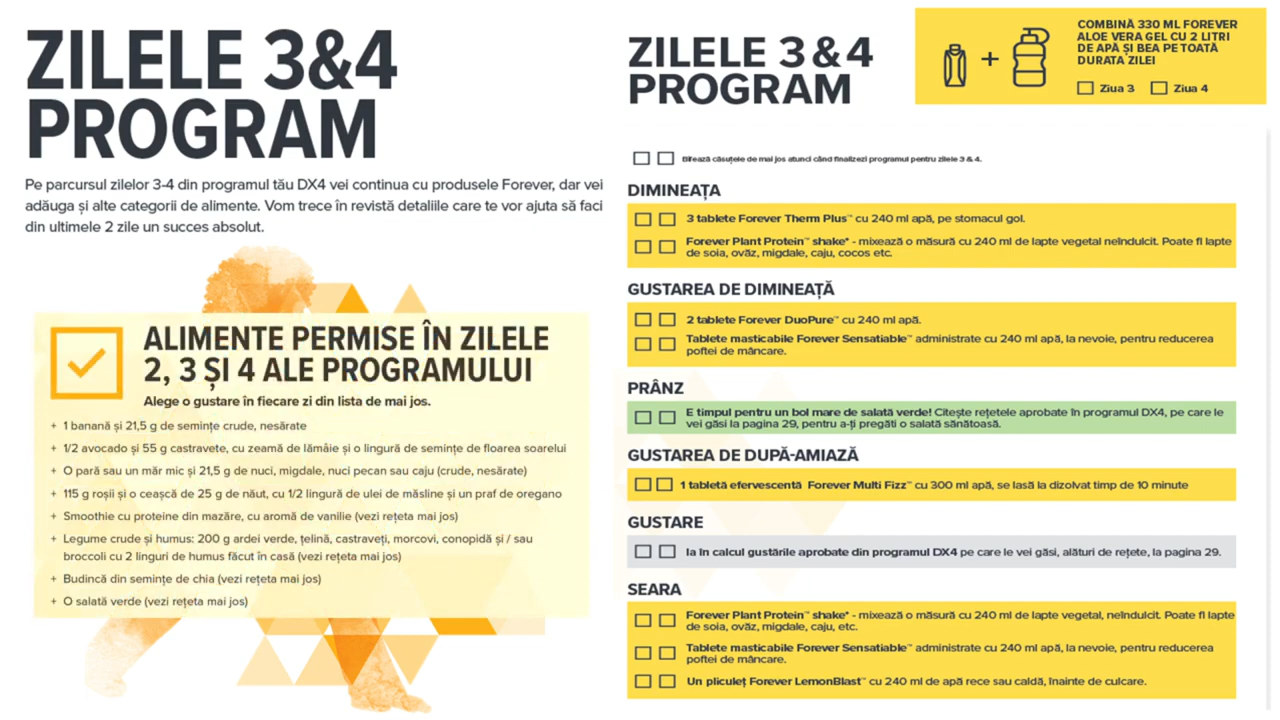 ZILELE 3&4
PROGRAM
Pe parcursul zilelor 3-4 din programul tău DX4 vei continua cu produsele Forever, dar vei
adăuga și alte categorii de alimente. Vom trece în revistă detaliile care te vor ajuta să faci
din ultimele 2 zile un succes absolut.
ALIMENTE PERMISE ÎN ZILELE
2, 3 ȘI 4 ALE PROGRAMULUI
Alege o gustare în fiecare zi din lista de mai jos.
+ 1 banană și 21,5 g de semințe crude, nesărate
+ 1/2 avocado și 55 g castravete, cu zeamă de lămâie și o lingură de semințe de floarea soarelui
+ O pară sau un măr mic și 21,5 g de nuci, migdale, nuci pecan sau caju (crude, nesărate)
+ 115 g roșii și o ceașcă de 25 g de năut, cu 1/2 lingură de ulei de măsline și un praf de oregano
+ Smoothie cu proteine din mazăre, cu aromă de vanilie (vezi rețeta mai jos)
+ Legume crude și humus: 200 g ardei verde, țelină, castraveți, morcovi, conopidă și / sau
broccoli cu 2 linguri de humus făcut în casă (vezi rețeta mai jos)
+ Budincă din semințe de chia (vezi rețeta mai jos)
+ O salată verde (vezi rețeta mai jos)
ZILELE 3&4
PROGRAM
+
COMBINĂ 330 ML FOREVER
ALOE VERA GEL CU 2 LITRI
DE APĂ ȘI BEA PE TOATĂ
DURATA ZILEI
Ziua 3 Ziua 4
Bifează căsuțele de mai jos atunci când finalizezi programul pentru zilele 3 & 4.
DIMINEAȚA
3 tablete Forever Therm Plus™ cu 240 ml apă, pe stomacul gol.
Forever Plant Protein™ shake* - mixează o măsură cu 240 ml de lapte vegetal neîndulcit. Poate fi lapte
de soia, ovăz, migdale, caju, cocos etc.
GUSTAREA DE DIMINEAȚĂ
2 tablete Forever DuoPure™ cu 240 ml apă.
Tablete masticabile Forever Sensatiable™ administrate cu 240 ml apă, la nevoie, pentru reducerea
poftei de mâncare.
PRÂNZ
E timpul pentru un bol mare de salată verde! Citește rețetele aprobate în programul DX4, pe care le
vei găsi la pagina 29, pentru a-ți pregăti o salată sănătoasă.
GUSTAREA DE DUPĂ-AMIAZĂ
1 tabletă efervescentă Forever Multi Fizz™ cu 300 ml apă, se lasă la dizolvat timp de 10 minute
GUSTARE
Ia în calcul gustările aprobate din programul DX4 pe care le vei găsi, alături de rețete, la pagina 29.
SEARA
Forever Plant Protein™ shake* - mixează o măsură cu 240 ml de lapte vegetal, neîndulcit. Poate fi lapte
de soia, ovăz, migdale, caju, etc.
Tablete masticabile Forever Sensatiable™ administrate cu 240 ml apă, la nevoie, pentru reducerea
poftei de mâncare.
Un pliculeț Forever LemonBlast™ cu 240 ml de apă rece sau caldă, înainte de culcare.